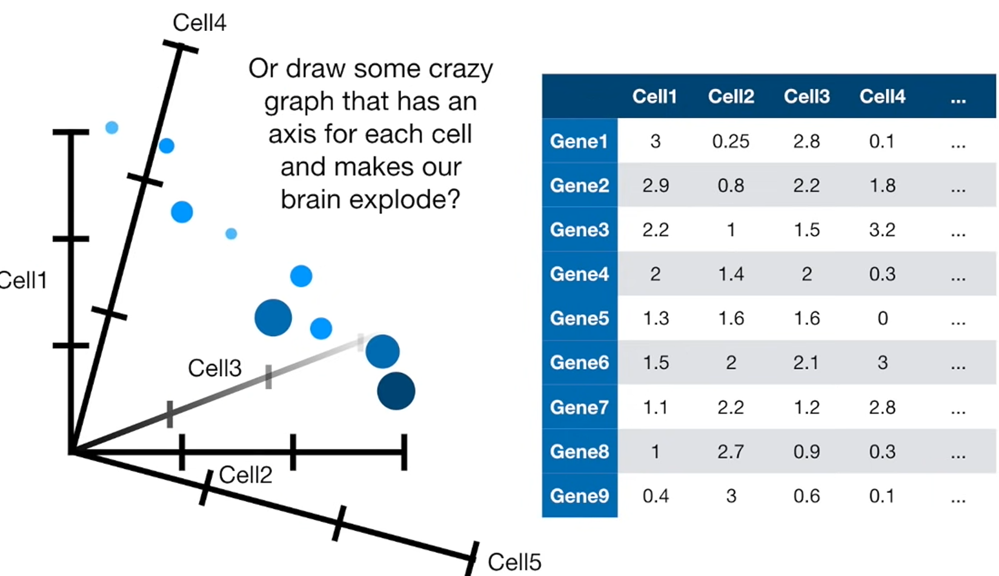 Cell4
Or draw some crazy
graph that has an
axis for each cell
and makes our
brain explode?
Cell1
Cell3
Cell2
Cell5
Cell1 Cell2 Cell3 Cell4 ...
Gene1 3 0.25 2.8 0.1 ...
Gene2 2.9 0.8 2.2 1.8 ...
Gene3 2.2 1 1.5 3.2 ...
Gene4 2 1.4 2 0.3 ...
Gene5 1.3 1.6 1.6 0 ...
Gene6 1.5 2 2.1 3 ...
Gene7 1.1 2.2 1.2 2.8 ...
Gene8 1 2.7 0.9 0.3 ...
Gene9 0.4 3 0.6 0.1 ...